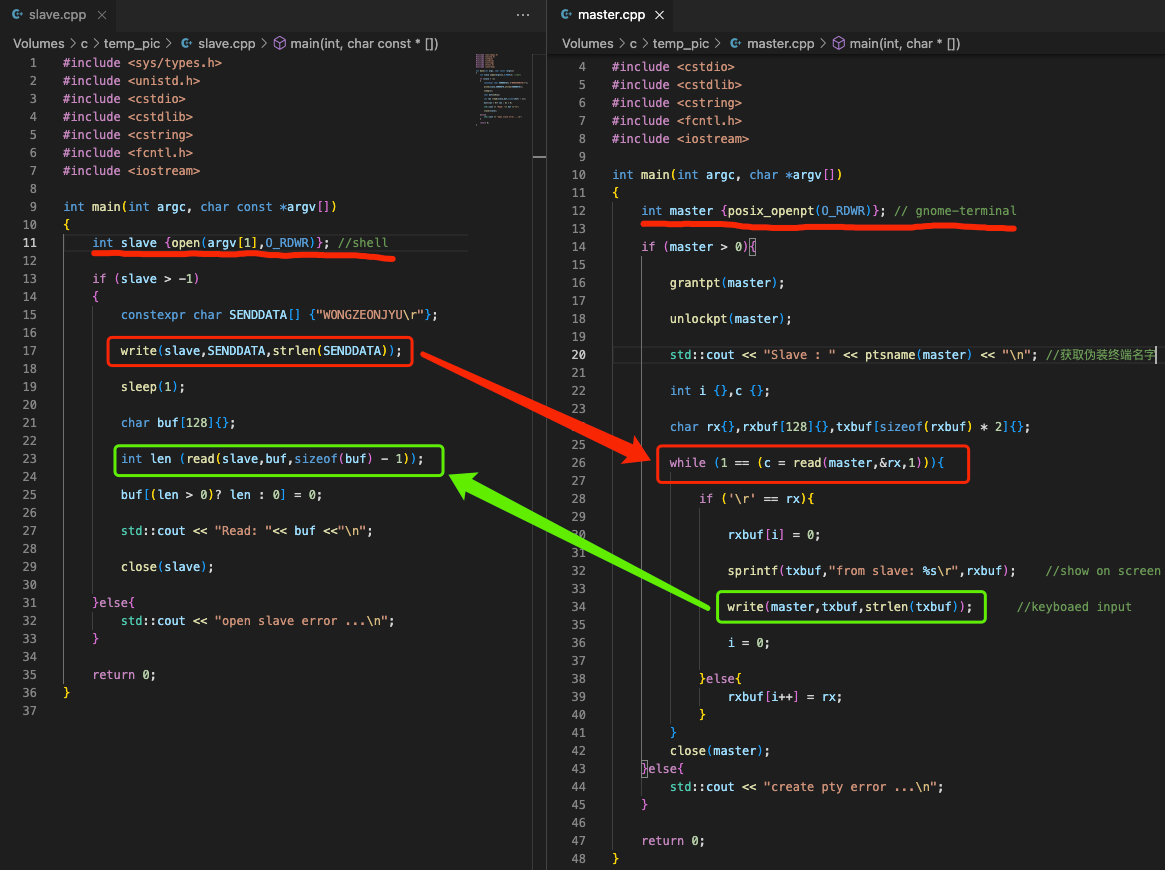 slave.cpp
Volumes > c > temp_pic > slave.cpp > main(int, char const * [])
1 #include <sys/types.h>
2 #include <unistd.h>
3 #include <cstdio>
4 #include <cstdlib>
5 #include <cstring>
6 #include <fcntl.h>
7 #include <iostream>
8
9 int main(int argc, char const *argv[])
10 {
11     int slave {open(argv[1],O_RDWR)}; //shell
12
13     if (slave > -1)
14     {
15         constexpr char SENDDATA[] {"WONGZEONJYU\r"};
16
17         write(slave,SENDDATA,strlen(SENDDATA));
18
19         sleep(1);
20
21         char buf[128]{};
22
23         int len (read(slave,buf,sizeof(buf) - 1));
24
25         buf[(len > 0)? len : 0] = 0;
26
27         std::cout << "Read: "<< buf <<"\n";
28
29         close(slave);
30
31     }else{
32         std::cout << "open slave error ...\n";
33     }
34
35     return 0;
36 }
37
master.cpp
Volumes > c > temp_pic > master.cpp > main(int, char * [])
4 #include <cstdio>
5 #include <cstdlib>
6 #include <cstring>
7 #include <fcntl.h>
8 #include <iostream>
9
10 int main(int argc, char *argv[])
11 {
12     int master {posix_openpt(O_RDWR)}; // gnome-terminal
13
14     if (master > 0){
15
16         grantpt(master);
17
18         unlockpt(master);
19
20         std::cout << "Slave : " << ptsname(master) << "\n"; //获取伪装终端名字
21
22         int i {},c {};
23
24         char rx{},rxbuf[128]{},txbuf[sizeof(rxbuf) * 2]{};
25
26         while (1 == (c = read(master,&rx,1))){
27
28             if ('\r' == rx){
29
30                 rxbuf[i] = 0;
31
32                 sprintf(txbuf,"from slave: %s\r",rxbuf);    //show on screen
33
34                 write(master,txbuf,strlen(txbuf));      //keyboaed input
35
36                 i = 0;
37
38             }else{
39                 rxbuf[i++] = rx;
40             }
41         }
42         close(master);
43     }else{
44         std::cout << "create pty error ...\n";
45     }
46
47     return 0;
48 }